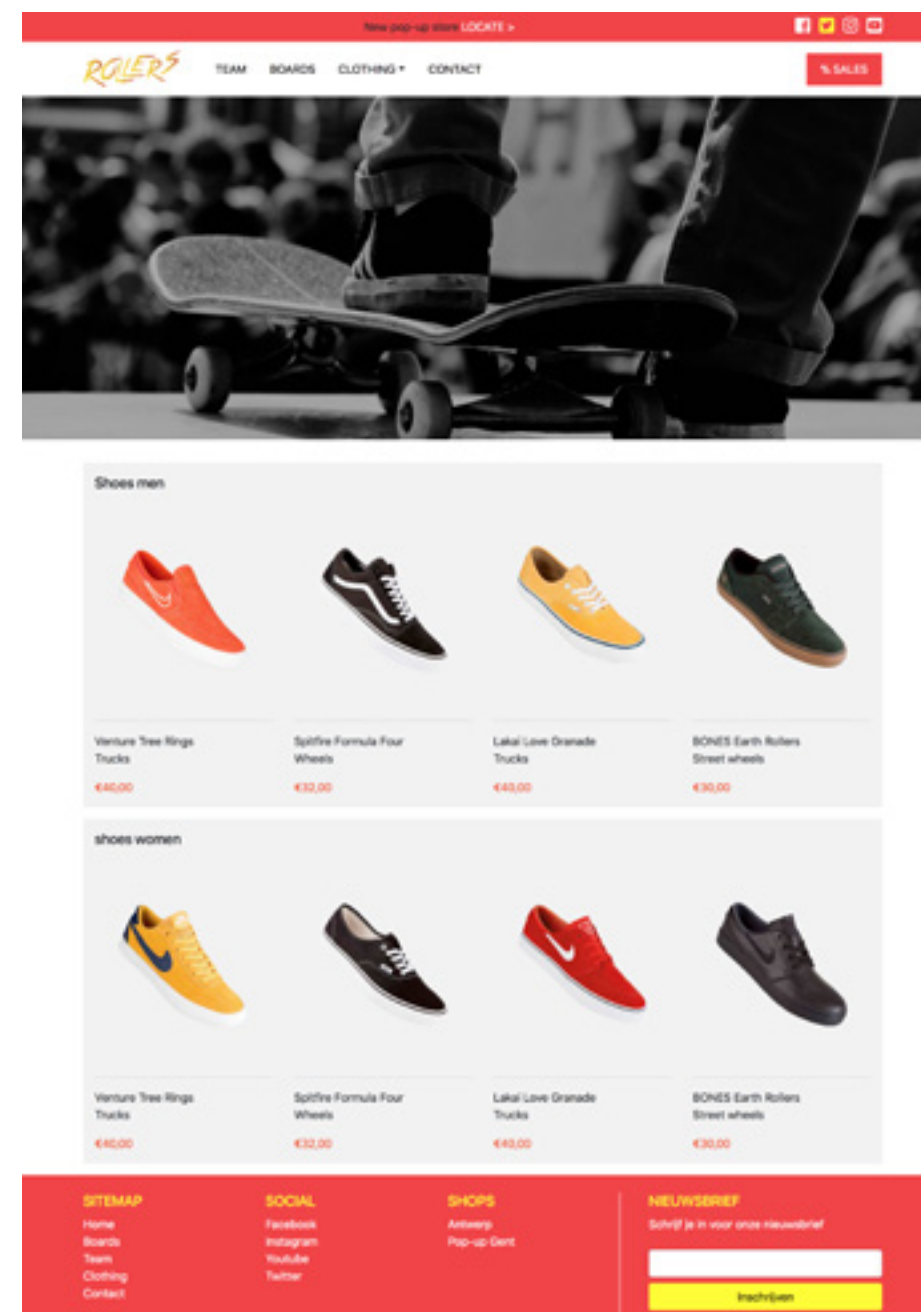 New pop-up store LOCATE >
ROLLERS
TEAM BOARDS CLOTHING CONTACT
% SALES
Shoes men
Venture Tree Rings
Trucks
€40,00
Spitfire Formula Four
Wheels
€32,00
Lakai Love Granade
Trucks
€40,00
BONES Earth Rollers
Street wheels
€30,00
shoes women
Venture Tree Rings
Trucks
€40,00
Spitfire Formula Four
Wheels
€32,00
Lakai Love Granade
Trucks
€40,00
BONES Earth Rollers
Street wheels
€30,00
SITEMAP
Home
Boards
Team
Clothing
Contact
SOCIAL
Facebook
Instagram
Youtube
Twitter
SHOPS
Antwerp
Pop-up Gent
NIEUWSBRIEF
Schrijf je in voor onze nieuwsbrief
Inschrijven